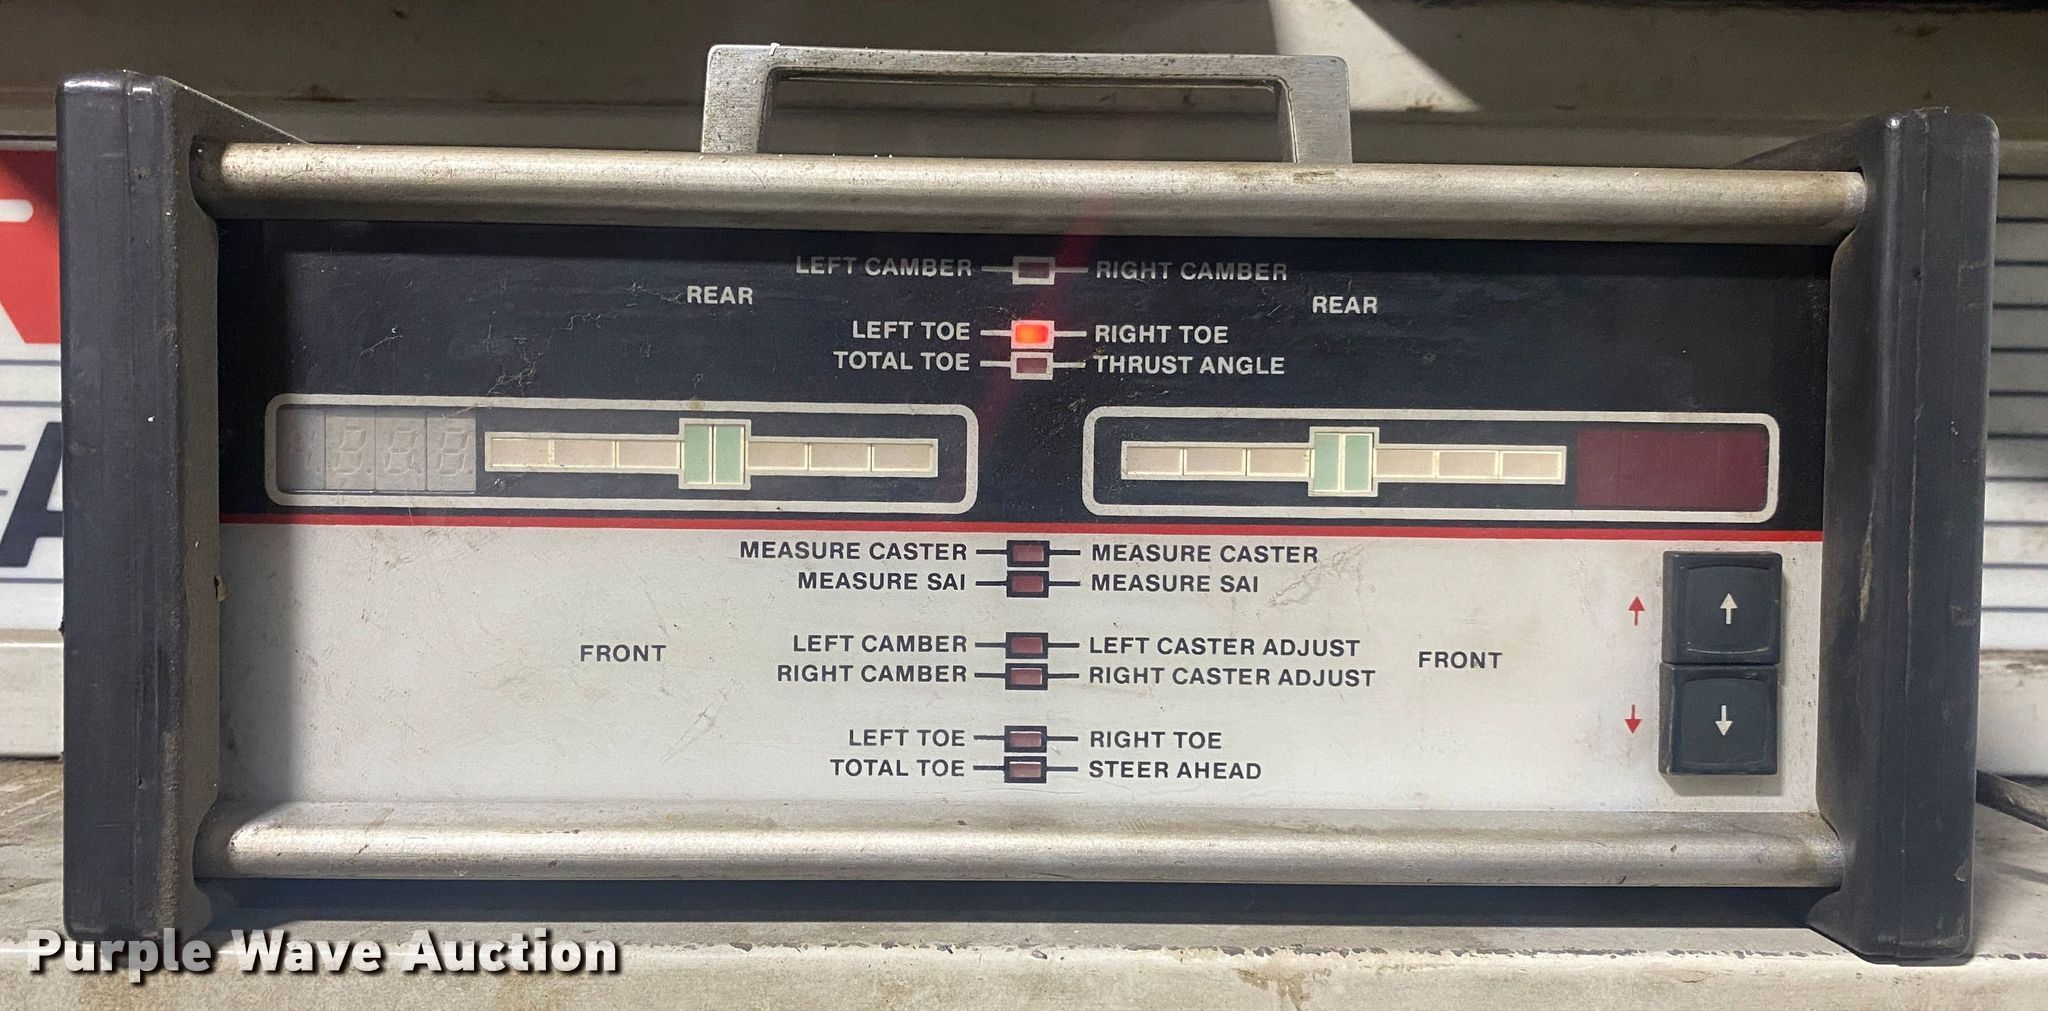 LEFT CAMBER RIGHT CAMBER
REAR REAR
LEFT TOE RIGHT TOE
TOTAL TOE THRUST ANGLE
MEASURE CASTER MEASURE CASTER
MEASURE SAI MEASURE SAI
LEFT CAMBER LEFT CASTER ADJUST
FRONT FRONT
RIGHT CAMBER RIGHT CASTER ADJUST
LEFT TOE RIGHT TOE
TOTAL TOE STEER AHEAD
Purple Wave Auction